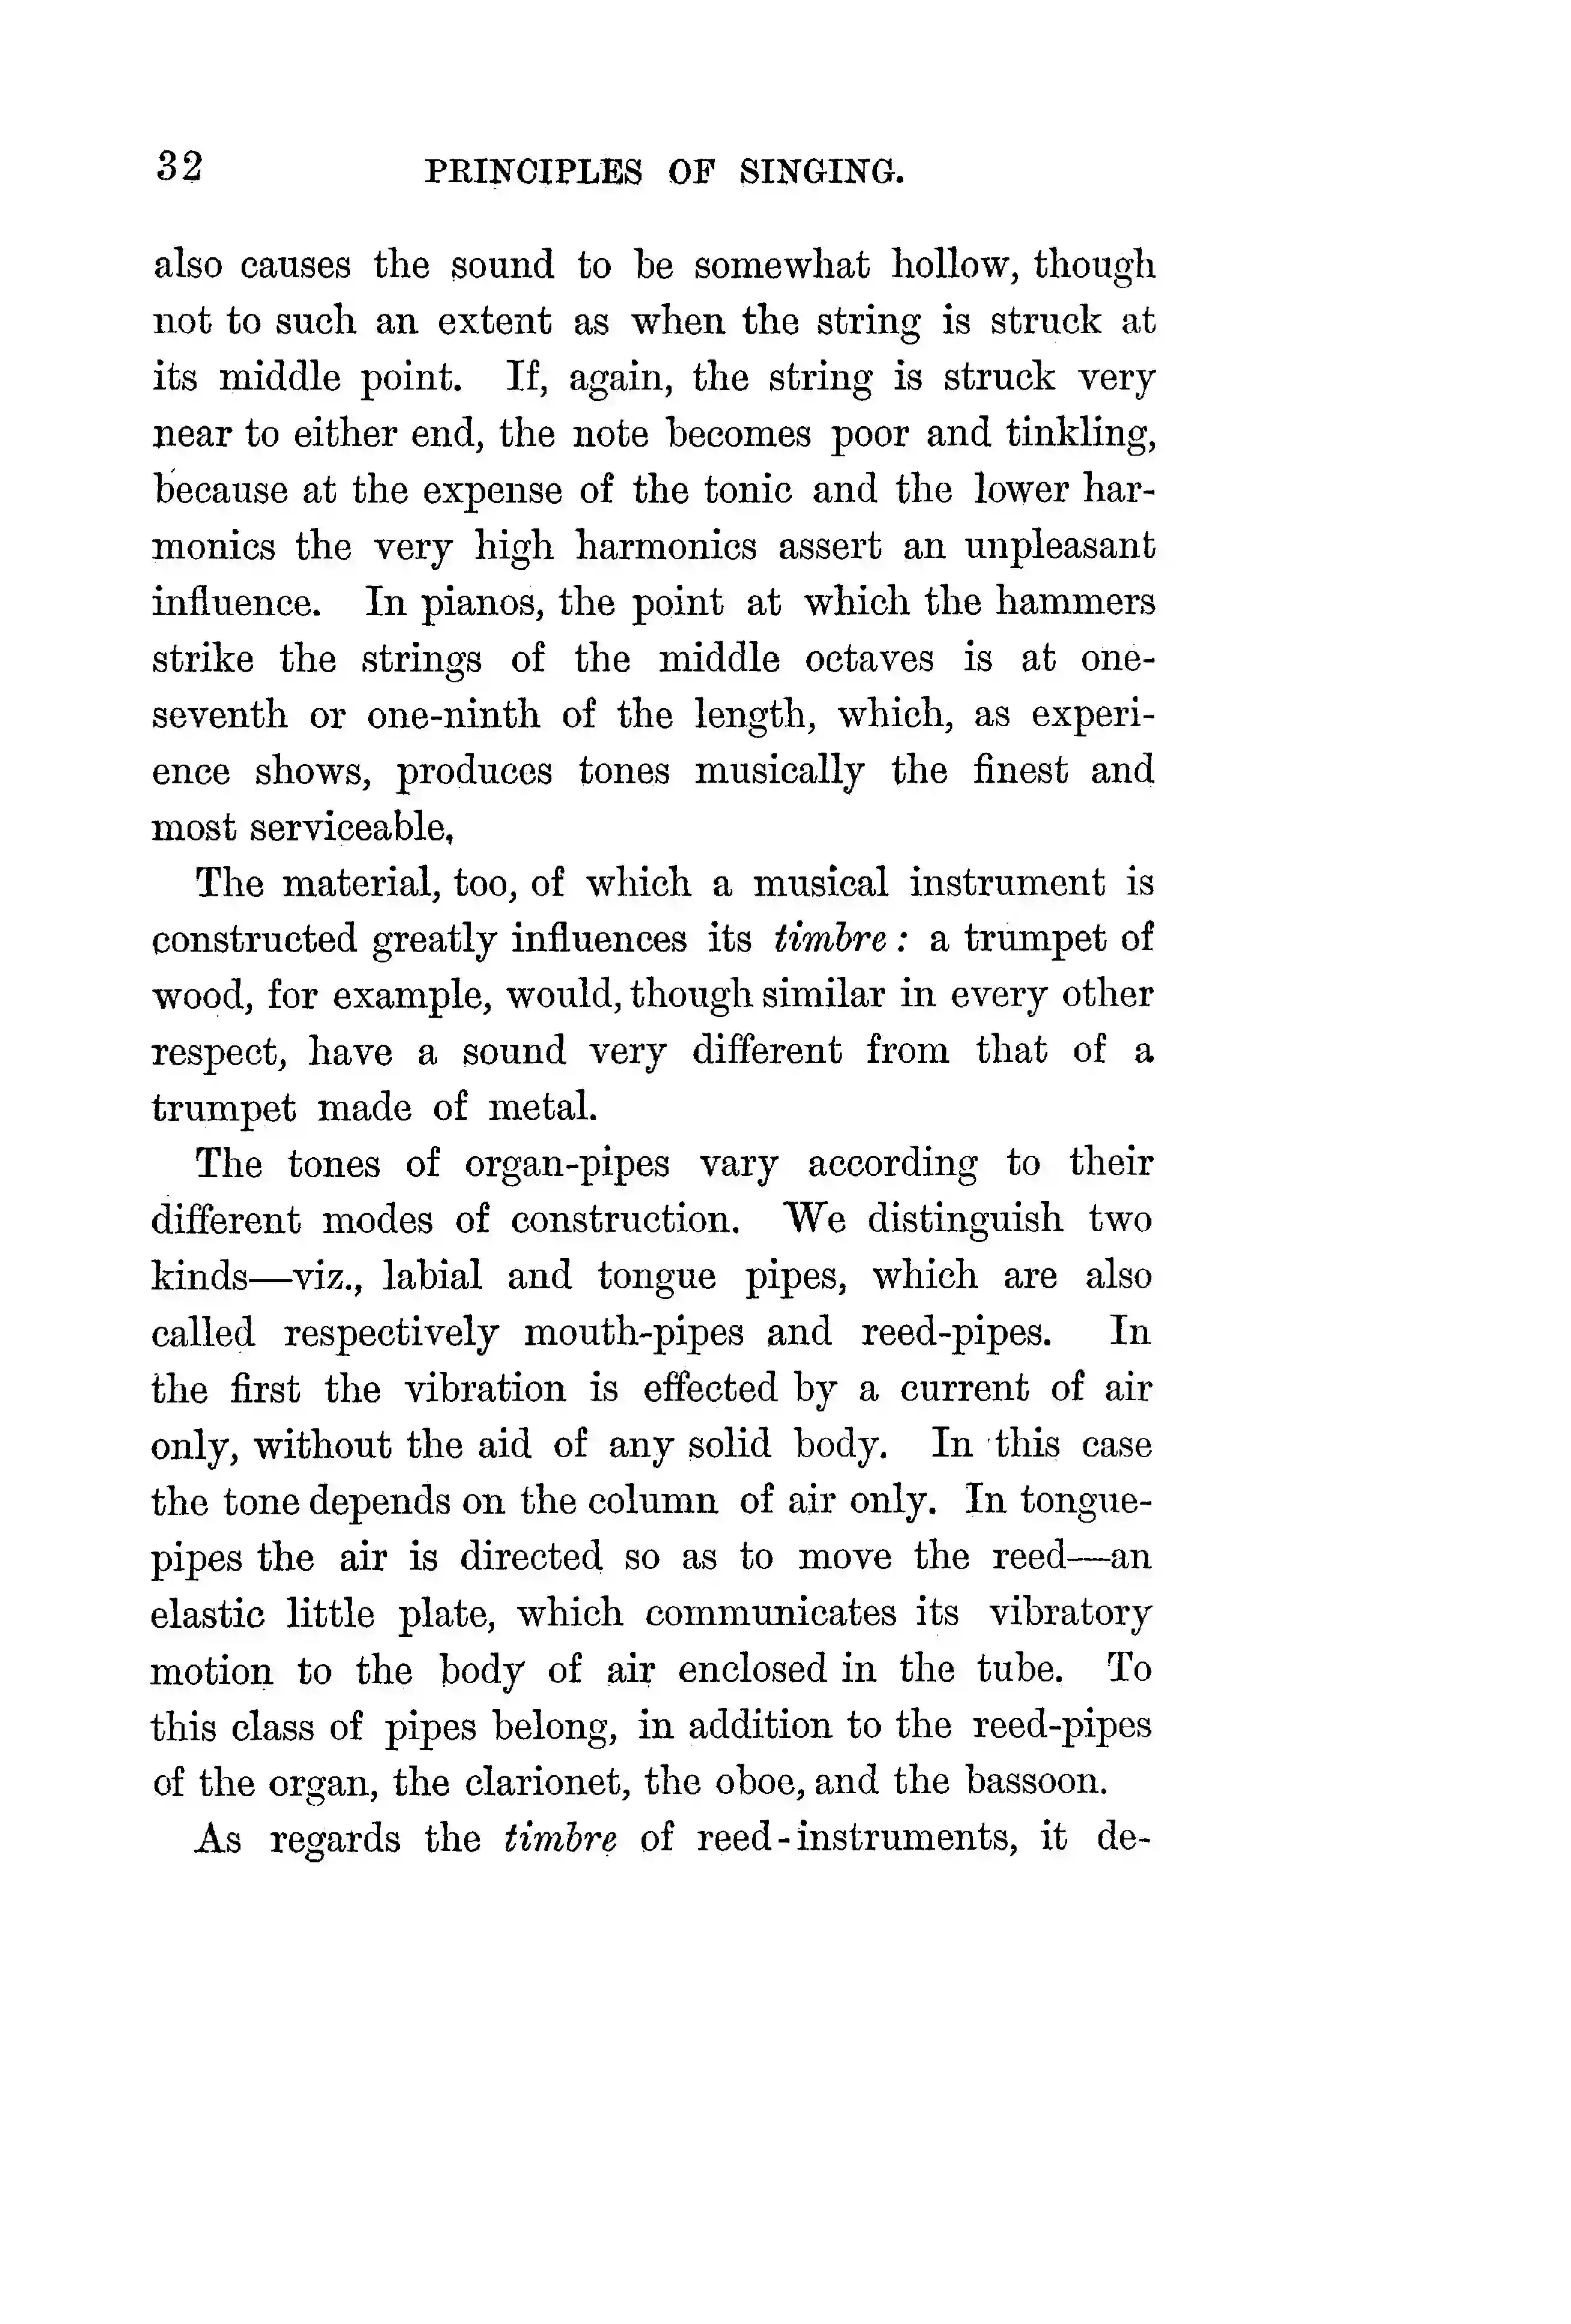 32 PRINCIPLES OF SINGING.
also causes the sound to be somewhat hollow, though
not to such an extent as when the string is struck at
its middle point. If, again, the string is struck very
near to either end, the note becomes poor and tinkling,
because at the expense of the tonic and the lower har-
monics the very high harmonics assert an unpleasant
influence. In pianos, the point at which the hammers
strike the strings of the middle octaves is at one-
seventh or one-ninth of the length, which, as experi-
ence shows, produces tones musically the finest and
most serviceable,
The material, too, of which a musical instrument is
constructed greatly influences its timbre: a trumpet of
wood, for example, would, though similar in every other
respect, have a sound very different from that of a
trumpet made of metal.
The tones of organ-pipes vary according to their
different modes of construction. We distinguish two
kinds—viz., labial and tongue pipes, which are also
called respectively mouth-pipes and reed-pipes. In
the first the vibration is effected by a current of air
only, without the aid of any solid body. In this case
the tone depends on the column of air only. In tongue-
pipes the air is directed so as to move the reed—an
elastic little plate, which communicates its vibratory
motion to the body of air enclosed in the tube. To
this class of pipes belong, in addition to the reed-pipes
of the organ, the clarionet, the oboe, and the bassoon.
As regards the timbre of reed-instruments, it de-